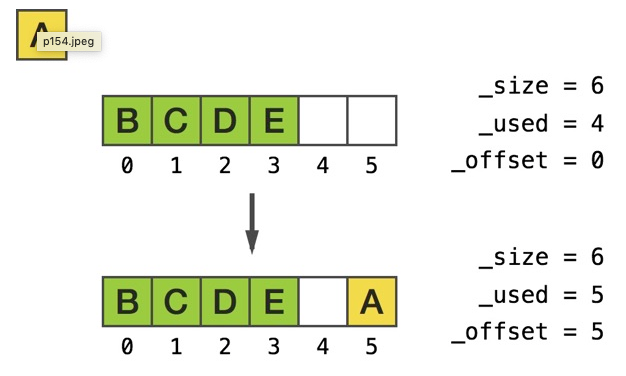 A
p154.jpeg
B C D E
0 1 2 3 4 5
_size = 6
_used = 4
_offset = 0
B C D E A
0 1 2 3 4 5
_size = 6
_used = 5
_offset = 5